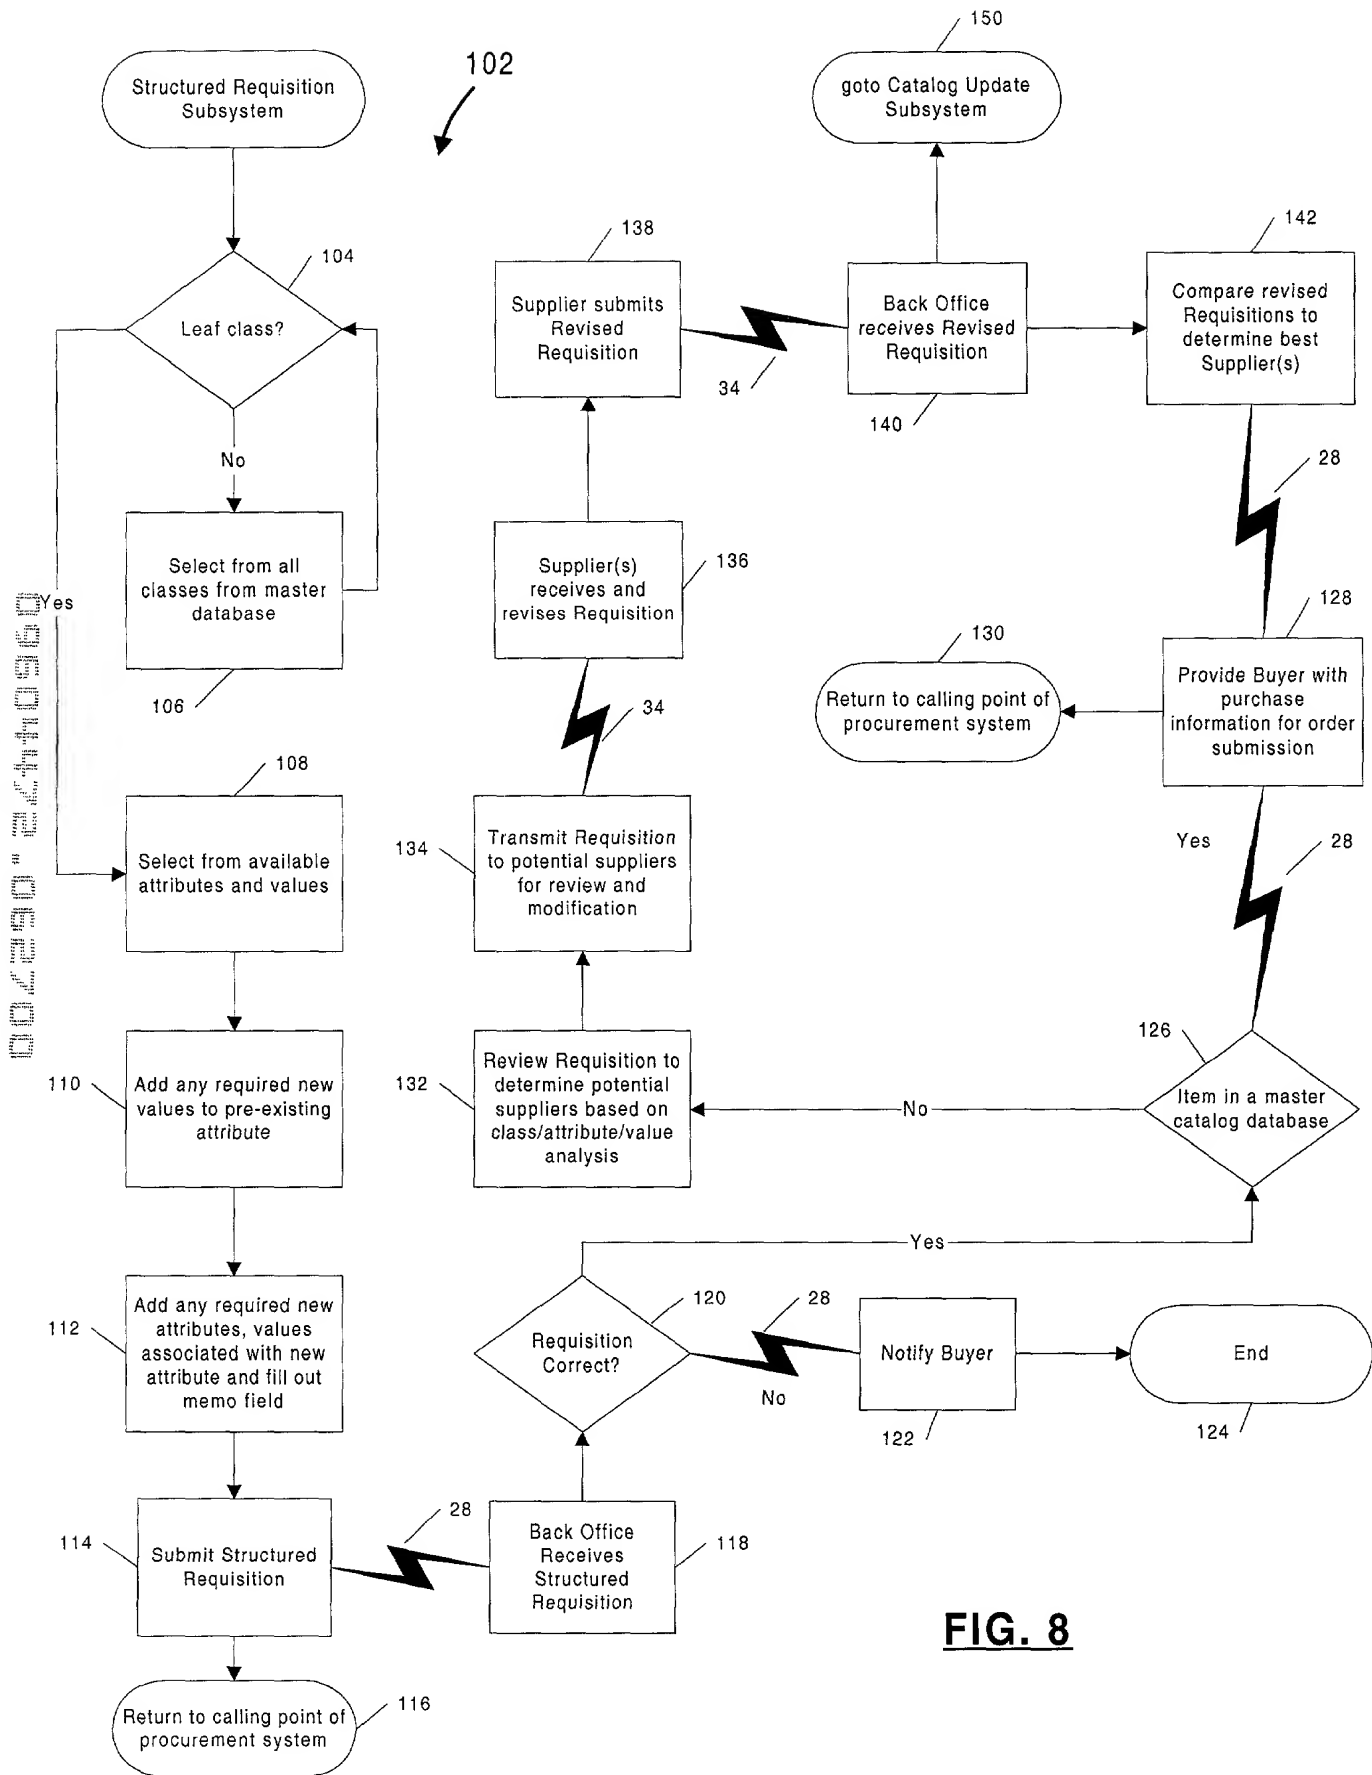 Structured Requisition
Subsystem
102
104
Leaf class?
No
Yes
Select from all
classes from master
database
106
108
Select from available
attributes and values
110
Add any required new
values to pre-existing
attribute
112
Add any required new
attributes, values
associated with new
attribute and fill out
memo field
114
Submit Structured
Requisition
116
Return to calling point of
procurement system
28
Back Office
Receives
Structured
Requisition
118
Requisition
Correct?
120
28
No
Notify Buyer
122
End
124
Yes
126
Item in a master
catalog database
No
Yes
28
132
Review Requisition to
determine potential
suppliers based on
class/attribute/value
analysis
134
Transmit Requisition
to potential suppliers
for review and
modification
34
Supplier(s)
receives and
revises Requisition
136
138
Supplier submits
Revised
Requisition
34
Back Office
receives Revised
Requisition
140
150
goto Catalog Update
Subsystem
142
Compare revised
Requisitions to
determine best
Supplier(s)
28
128
Provide Buyer with
purchase
information for order
submission
130
Return to calling point of
procurement system
FIG. 8